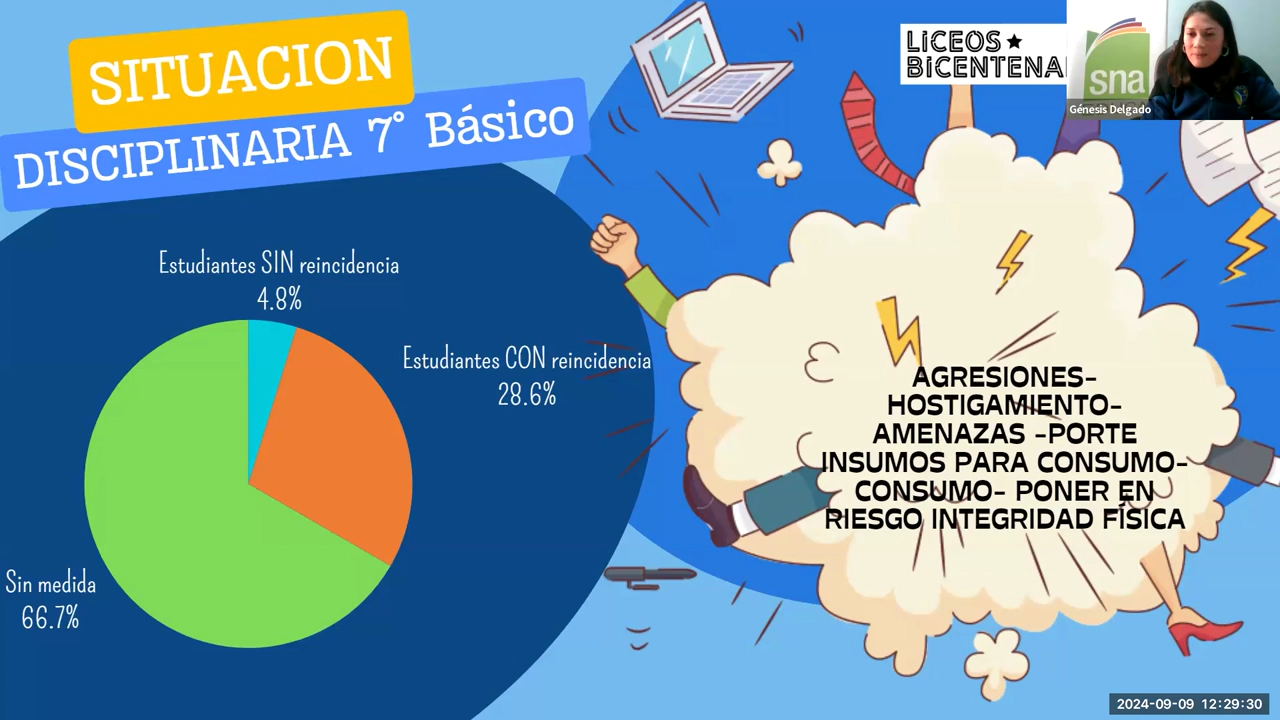 SITUACION
DISCIPLINARIA 7° Básico
Estudiantes SIN reincidencia
4.8%
Estudiantes CON reincidencia
28.6%
Sin medida
66.7%
LiCEOS
BiCENTENA
sna
Génesis Delgado
AGRESIONES-
HOSTIGAMIENTO-
AMENAZAS -PORTE
INSUMOS PARA CONSUMO-
CONSUMO- PONER EN
RIESGO INTEGRIDAD FÍSICA
2024-09-09 12:29:30